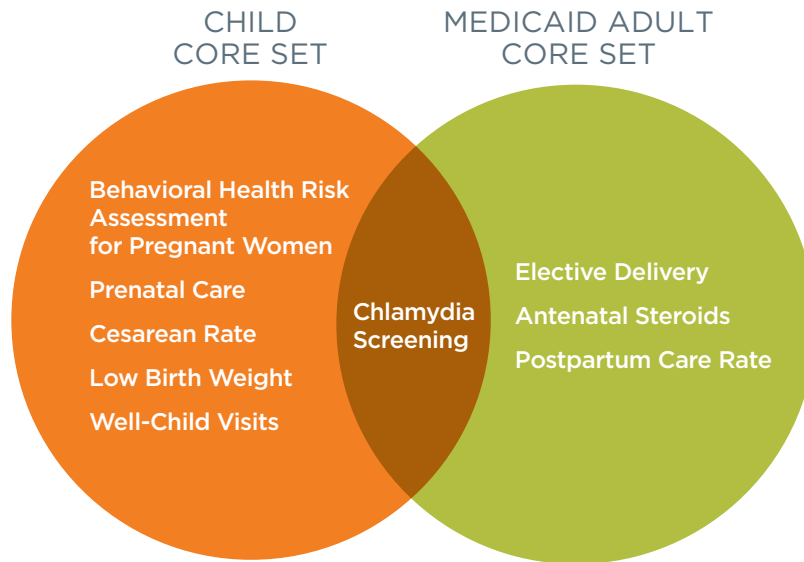 CHILD
CORE SET
MEDICAID ADULT
CORE SET
Behavioral Health Risk
Assessment
for Pregnant Women
Prenatal Care
Cesarean Rate
Low Birth Weight
Well-Child Visits
Chlamydia
Screening
Elective Delivery
Antenatal Steroids
Postpartum Care Rate